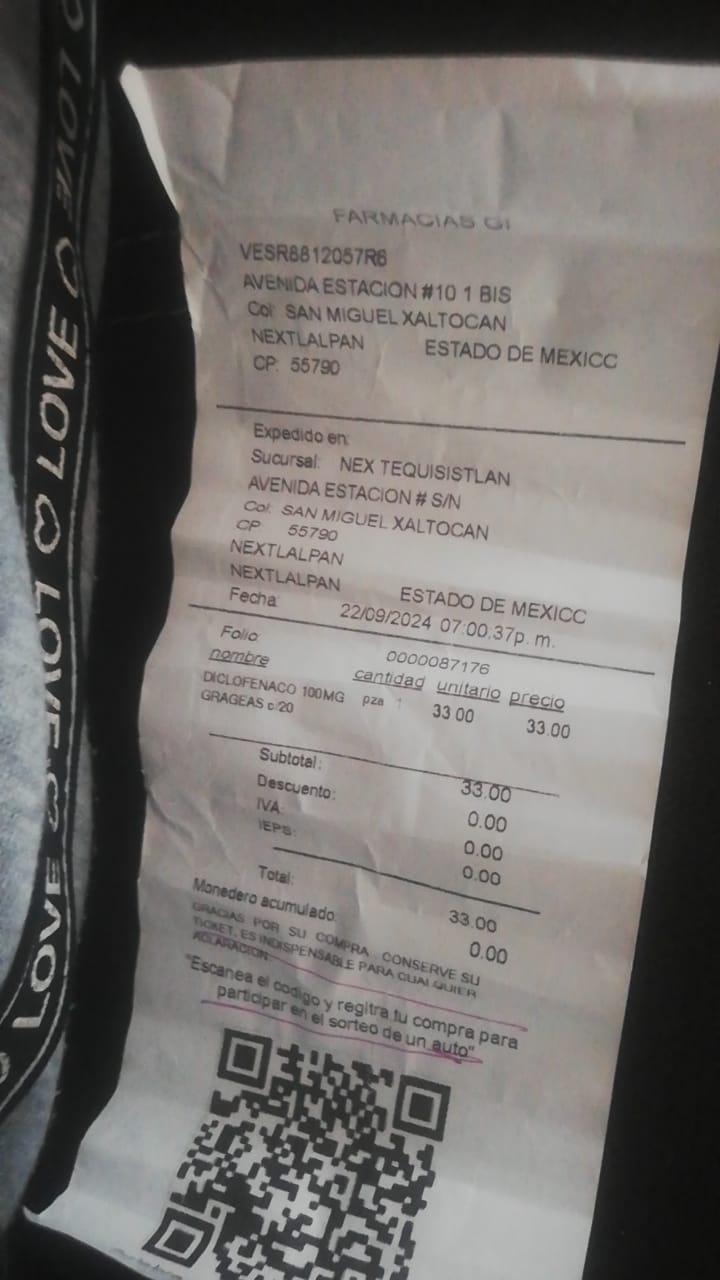 FARMACIAS GI
VESR8812057R6
AVENIDA ESTACION #10 1 BIS
Col: SAN MIGUEL XALTOCAN
NEXTLALPAN ESTADO DE MEXICO
CP: 55790
Expedido en:
Sucursal: NEX TEQUISISTLAN
AVENIDA ESTACION # S/N
Col: SAN MIGUEL XALTOCAN
CP 55790
NEXTLALPAN
NEXTLALPAN ESTADO DE MEXICO
Fecha: 22/09/2024 07:00:37p. m.
Folio: 0000087176
nombre cantidad unitario precio
DICLOFENACO 100MG pza 1 33.00 33.00
GRAGEAS c/20
Subtotal: 33.00
Descuento: 0.00
IVA: 0.00
IEPS: 0.00
Total: 33.00
Monedero acumulado: 0.00
GRACIAS POR SU COMPRA CONSERVE SU
TICKET, ES INDISPENSABLE PARA CUALQUIER
ACLARACION
"Escanea el codigo y regitra tu compra para
participar en el sorteo de un auto"
LOVE LOVE LOVE LOVE LOVE